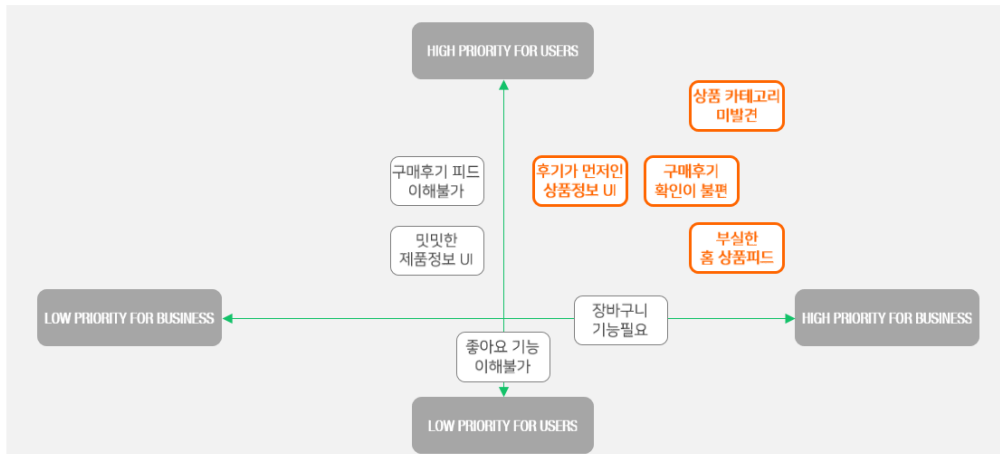 HIGH PRIORITY FOR USERS
상품 카테고리
미발견
구매후기 피드
이해불가
후기가 먼저인
상품정보 UI
구매후기
확인이 불편
밋밋한
제품정보 UI
부실한
홈 상품피드
LOW PRIORITY FOR BUSINESS
장바구니
기능필요
HIGH PRIORITY FOR BUSINESS
좋아요 기능
이해불가
LOW PRIORITY FOR USERS